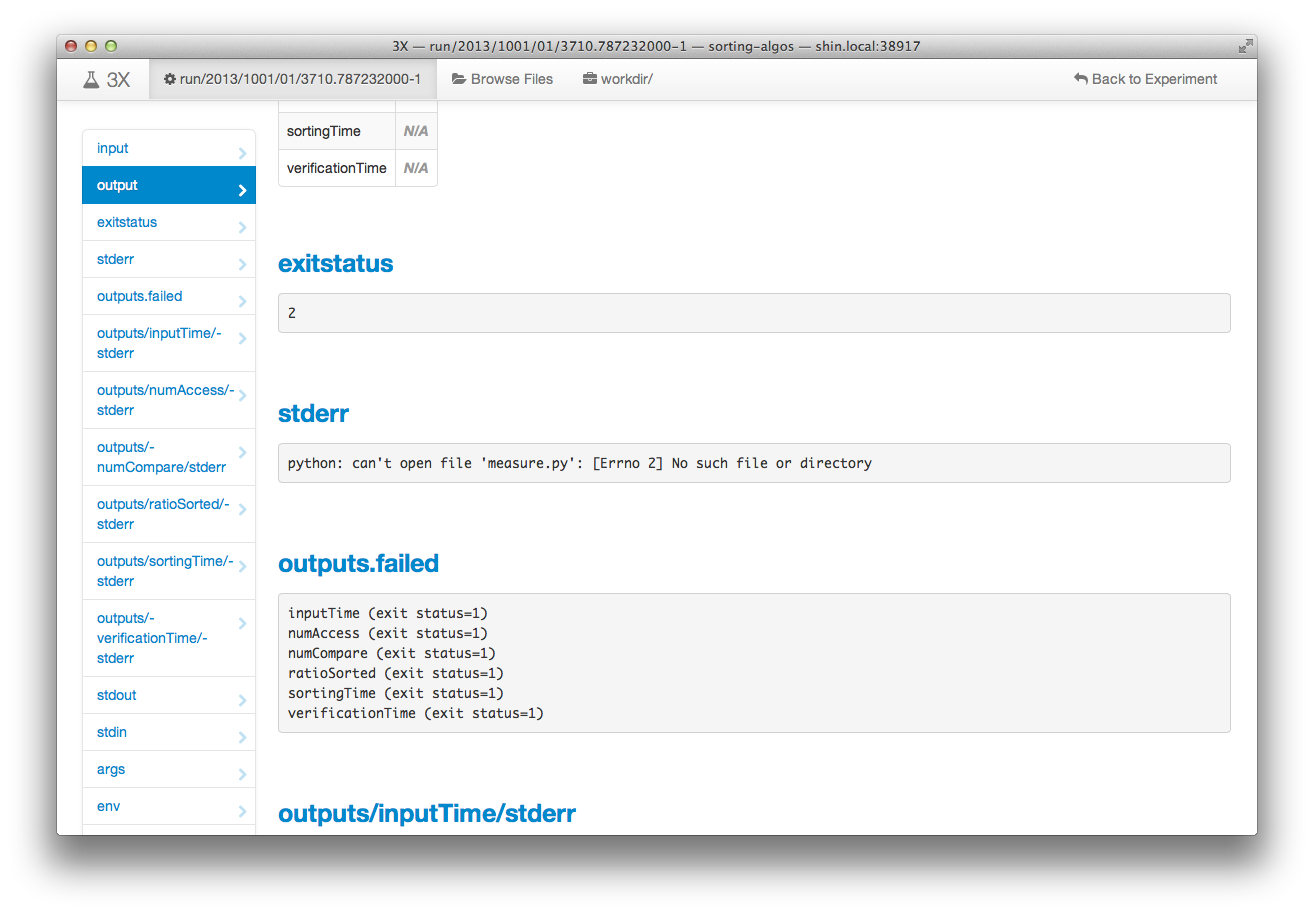 3X — run/2013/1001/01/3710.787232000-1 — sorting-algos — shin.local:38917
3X
run/2013/1001/01/3710.787232000-1
Browse Files
workdir/
Back to Experiment
input
output
exitstatus
stderr
outputs.failed
outputs/inputTime/-
stderr
outputs/numAccess/-
stderr
outputs/-
numCompare/stderr
outputs/ratioSorted/-
stderr
outputs/sortingTime/-
stderr
outputs/-
verificationTime/-
stderr
stdout
stdin
args
env
sortingTime N/A
verificationTime N/A
exitstatus
2
stderr
python: can't open file 'measure.py': [Errno 2] No such file or directory
outputs.failed
inputTime (exit status=1)
numAccess (exit status=1)
numCompare (exit status=1)
ratioSorted (exit status=1)
sortingTime (exit status=1)
verificationTime (exit status=1)
outputs/inputTime/stderr